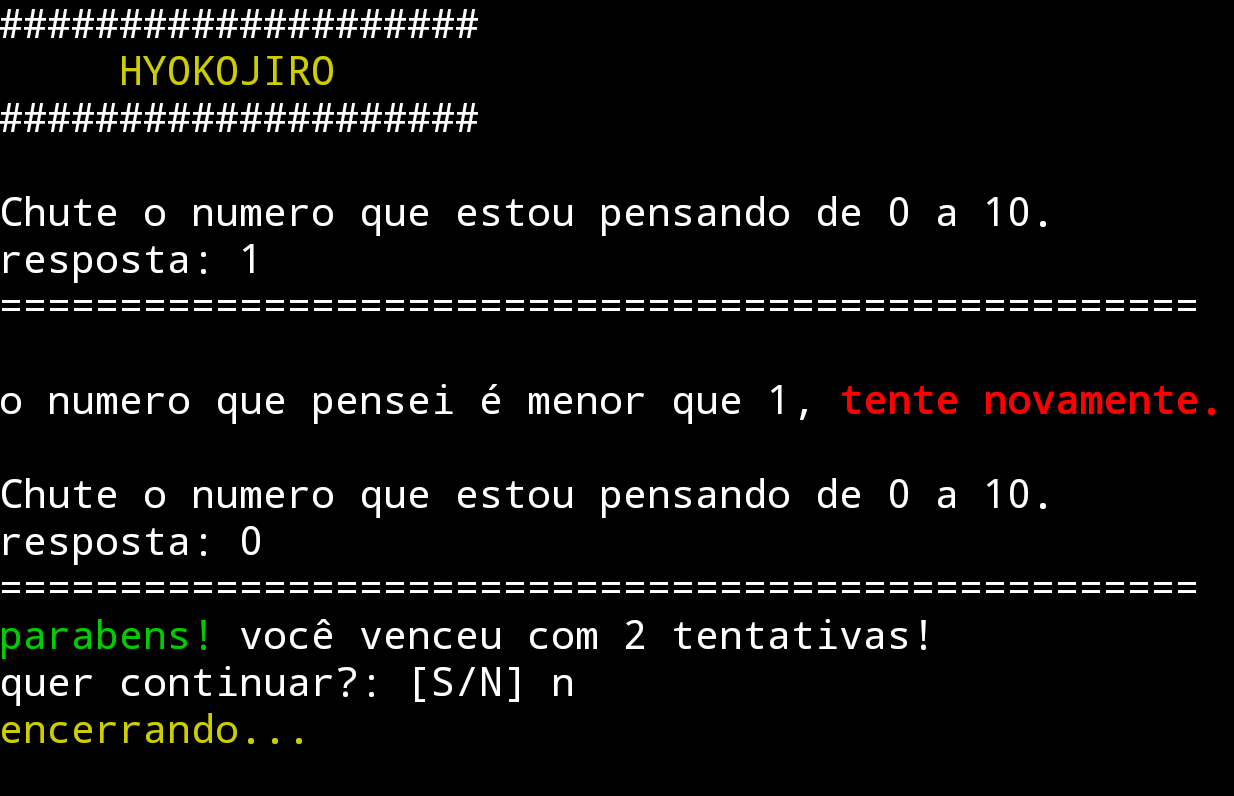 ####################
HYOKOJIRO
####################
Chute o numero que estou pensando de 0 a 10.
resposta: 1
==================================================
o numero que pensei é menor que 1, tente novamente.
Chute o numero que estou pensando de 0 a 10.
resposta: 0
==================================================
parabens! você venceu com 2 tentativas!
quer continuar?: [S/N] n
encerrando...